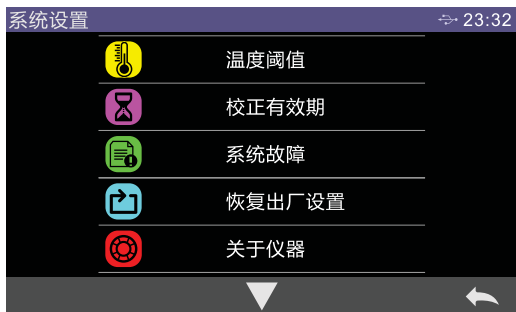 系统设置 23:32
温度阈值
校正有效期
系统故障
恢复出厂设置
关于仪器